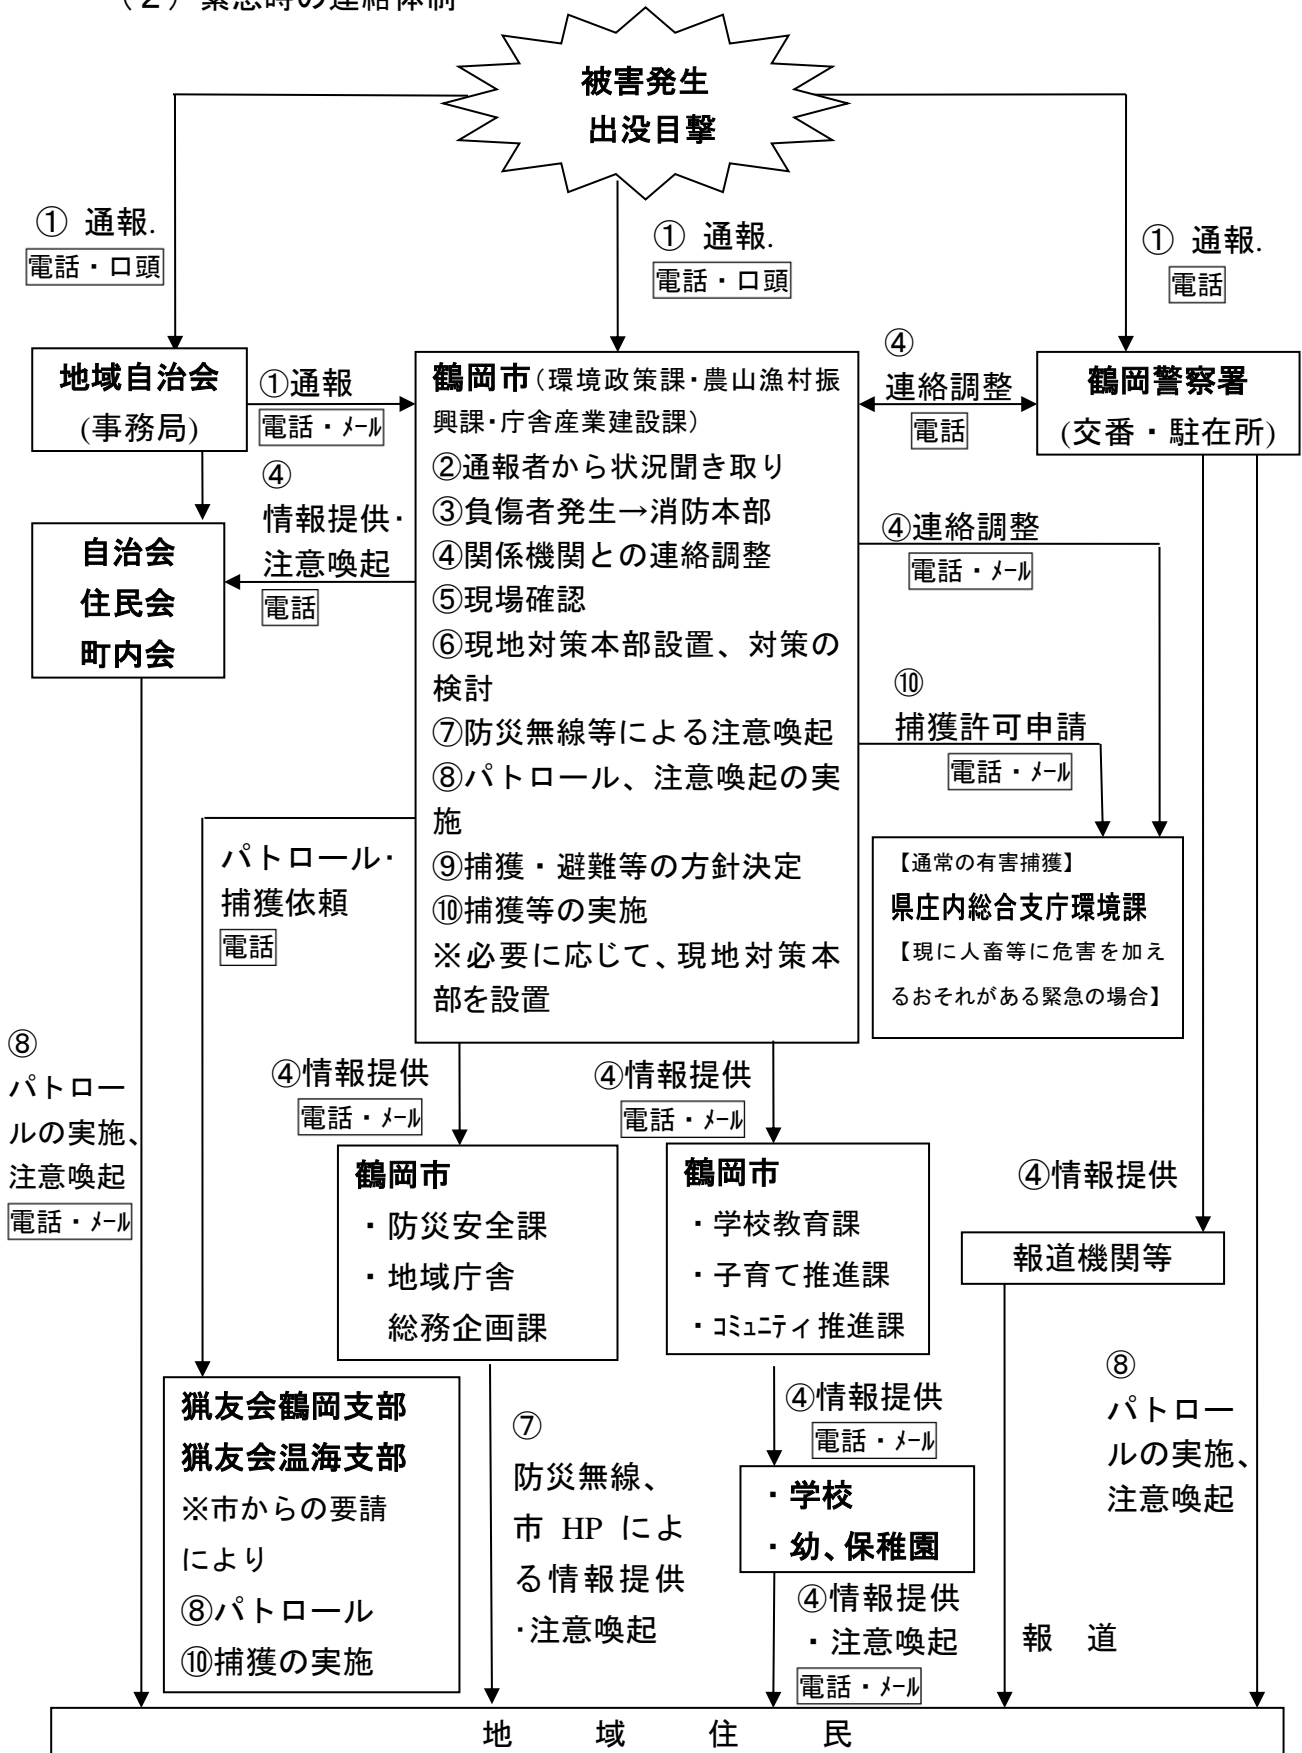 （２）緊急時の連絡体制
被害発生
出没目撃
① 通報.
電話・口頭
① 通報.
電話・口頭
① 通報.
電話
地域自治会
(事務局)
①通報
電話・ﾒｰﾙ
鶴岡市（環境政策課・農山漁村振
興課・庁舎産業建設課）
②通報者から状況聞き取り
③負傷者発生→消防本部
④関係機関との連絡調整
⑤現場確認
⑥現地対策本部設置、対策の
検討
⑦防災無線等による注意喚起
⑧パトロール、注意喚起の実
施
⑨捕獲・避難等の方針決定
⑩捕獲等の実施
※必要に応じて、現地対策本
部を設置
④
連絡調整
電話
鶴岡警察署
(交番・駐在所)
④
情報提供・
注意喚起
電話
自治会
住民会
町内会
④連絡調整
電話・ﾒｰﾙ
⑩
捕獲許可申請
電話・ﾒｰﾙ
【通常の有害捕獲】
県庄内総合支庁環境課
【現に人畜等に危害を加え
るおそれがある緊急の場合】
パトロール・
捕獲依頼
電話
⑧
パトロー
ルの実施、
注意喚起
電話・ﾒｰﾙ
④情報提供
電話・ﾒｰﾙ
④情報提供
電話・ﾒｰﾙ
鶴岡市
・防災安全課
・地域庁舎
総務企画課
鶴岡市
・学校教育課
・子育て推進課
・ｺﾐｭﾆﾃィ推進課
④情報提供
報道機関等
猟友会鶴岡支部
猟友会温海支部
※市からの要請
により
⑧パトロール
⑩捕獲の実施
⑦
防災無線、
市 HP によ
る情報提供
・注意喚起
④情報提供
電話・ﾒｰﾙ
・学校
・幼、保稚園
④情報提供
・注意喚起
電話・ﾒｰﾙ
報　道
⑧
パトロー
ルの実施、
注意喚起
地　域　住　民